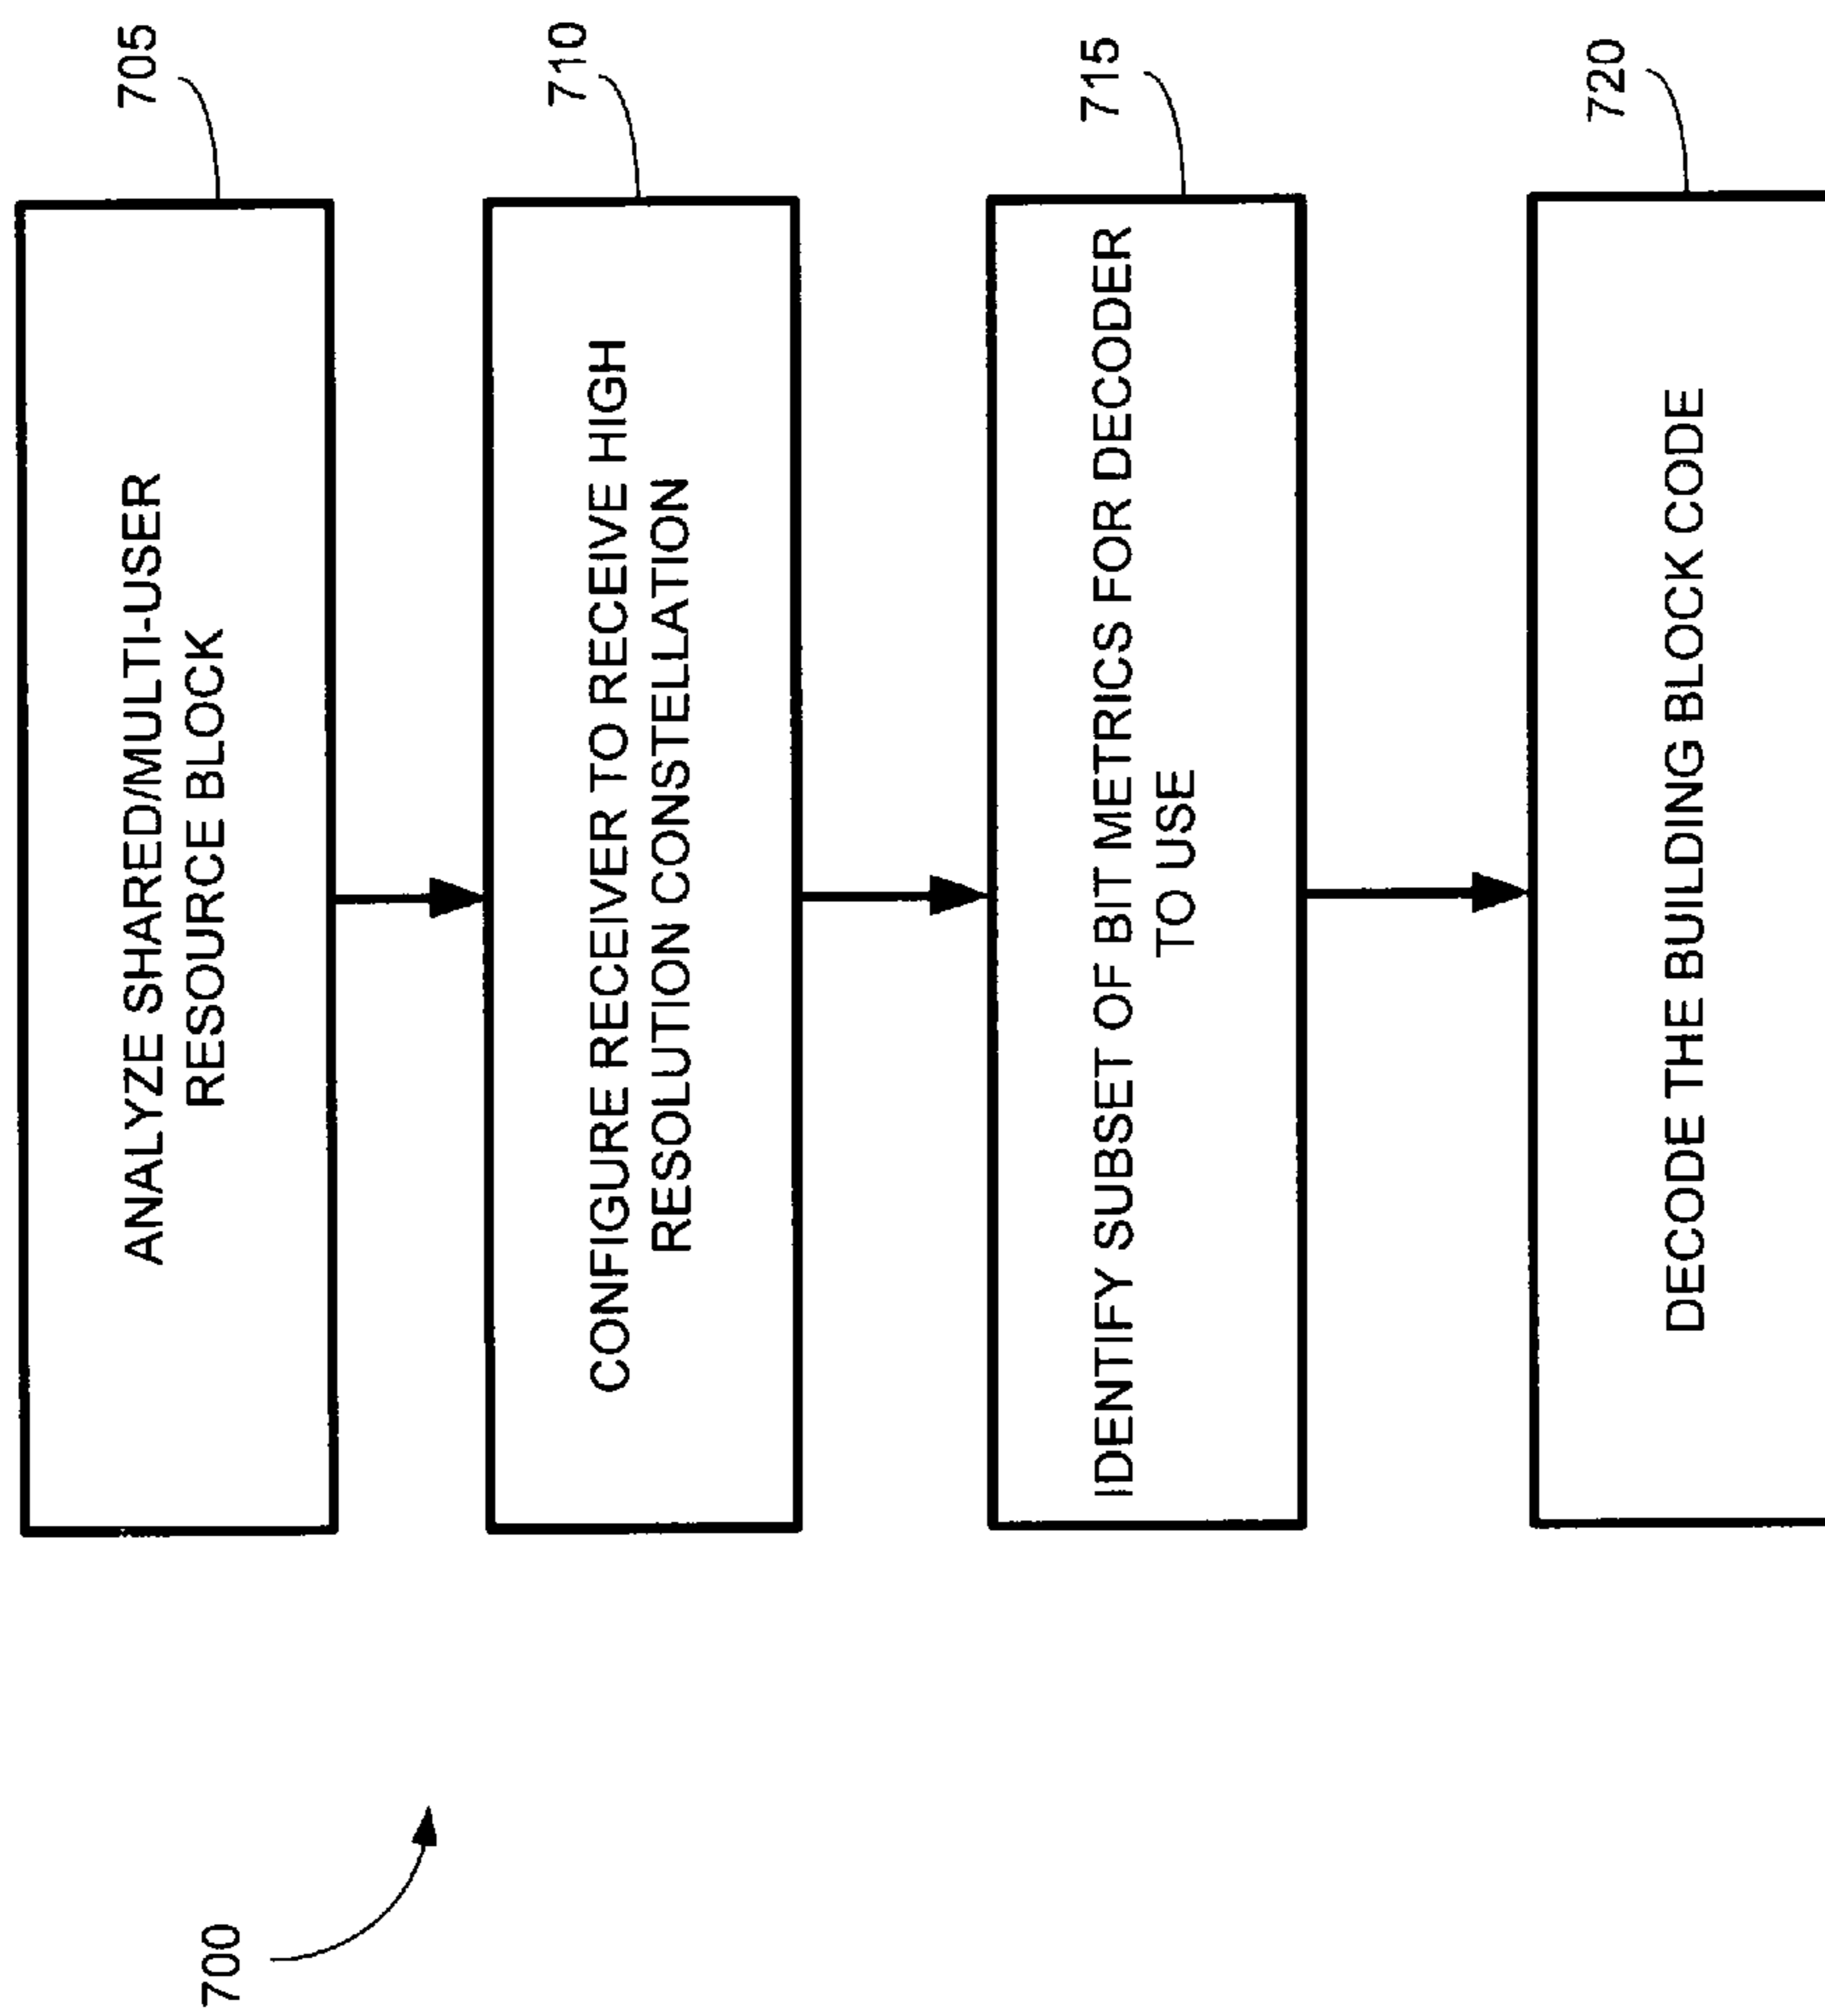 700
705
ANALYZE SHARED/MULTI-USER
RESOURCE BLOCK
710
CONFIGURE RECEIVER TO RECEIVE HIGH
RESOLUTION CONSTELLATION
715
IDENTIFY SUBSET OF BIT METRICS FOR DECODER
TO USE
720
DECODE THE BUILDING BLOCK CODE